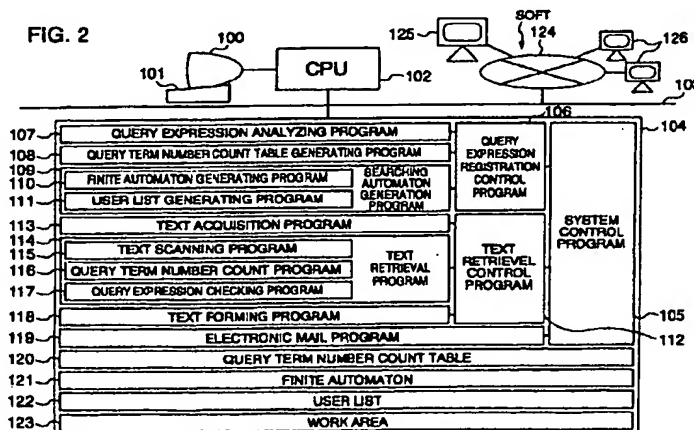 FIG. 2
100
101
CPU
102
125
SOFT
124
126
103
106
104
107
QUERY EXPRESSION ANALYZING PROGRAM
108
QUERY TERM NUMBER COUNT TABLE GENERATING PROGRAM
109
110
FINITE AUTOMATON GENERATING PROGRAM
111
USER LIST GENERATING PROGRAM
SEARCHING
AUTOMATON
GENERATION
PROGRAM
QUERY
EXPRESSION
REGISTRATION
CONTROL
PROGRAM
SYSTEM
CONTROL
PROGRAM
113
TEXT ACQUISITION PROGRAM
114
115
TEXT SCANNING PROGRAM
116
QUERY TERM NUMBER COUNT PROGRAM
117
QUERY EXPRESSION CHECKING PROGRAM
TEXT
RETRIEVAL
PROGRAM
TEXT
RETRIEVEL
CONTROL
PROGRAM
118
TEXT FORMING PROGRAM
105
112
119
ELECTRONIC MAIL PROGRAM
120
QUERY TERM NUMBER COUNT TABLE
121
FINITE AUTOMATON
122
USER LIST
123
WORK AREA